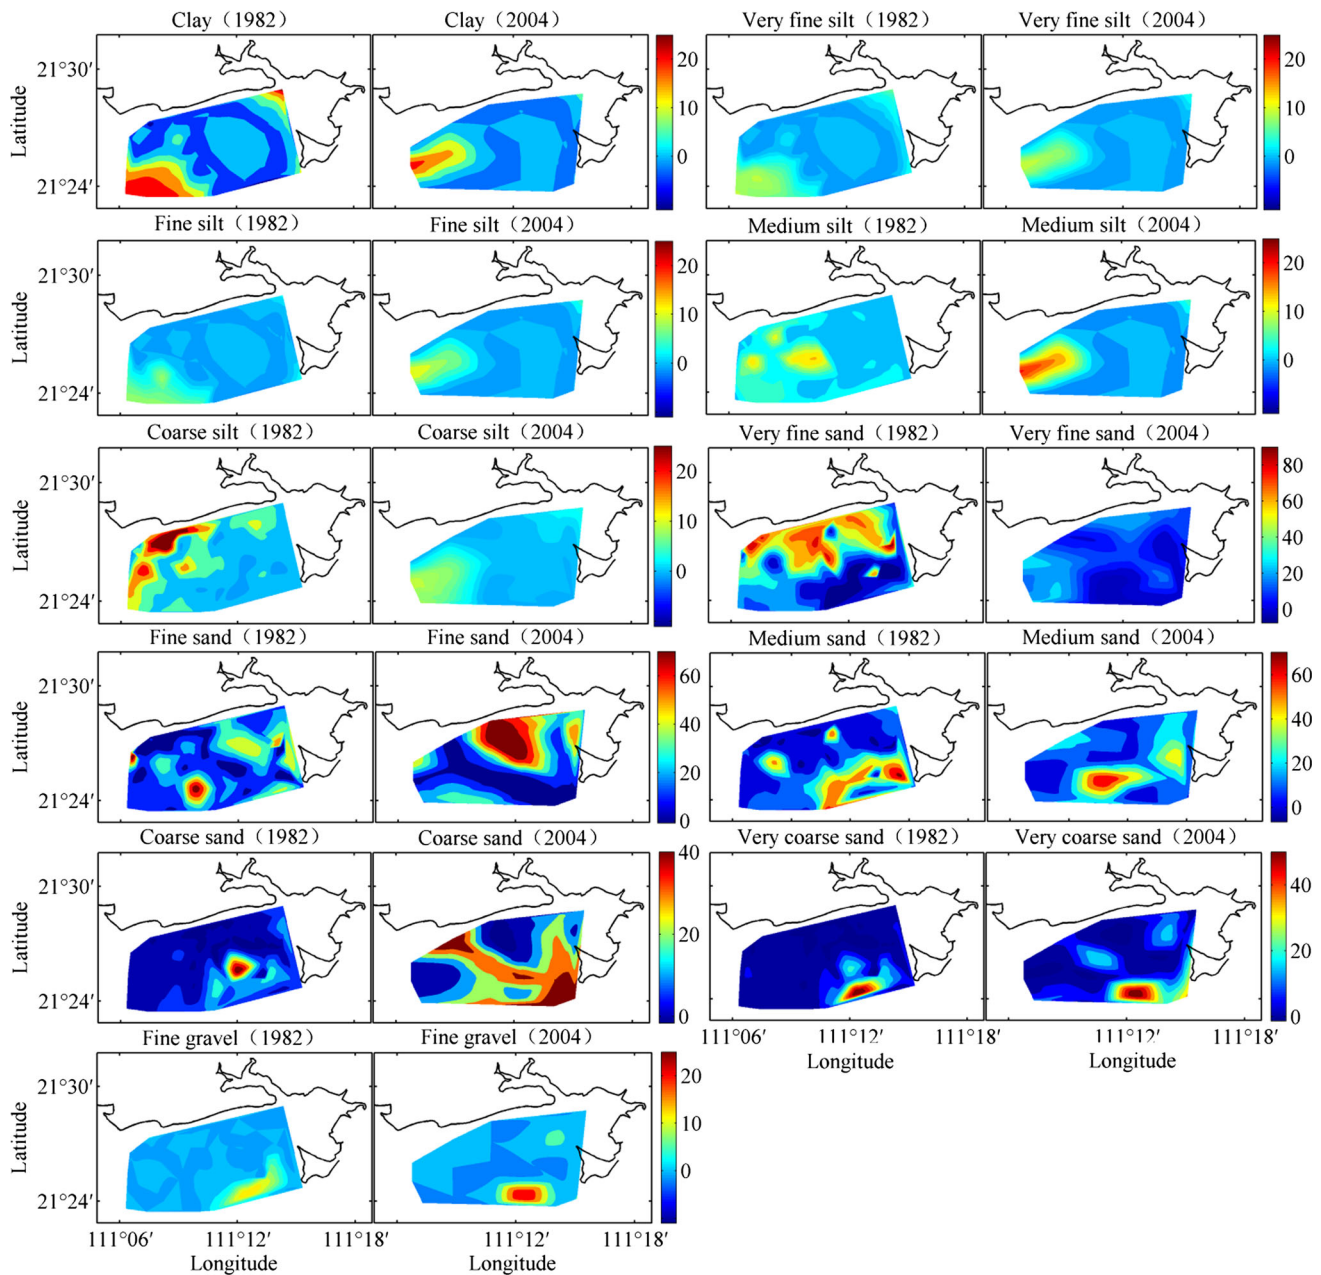 Clay（1982） Clay（2004） Very fine silt（1982） Very fine silt（2004）
Latitude
21°30′
21°24′
20
10
0
Latitude
20
10
0
Fine silt（1982） Fine silt（2004） Medium silt（1982） Medium silt（2004）
Latitude
21°30′
21°24′
20
10
0
Latitude
20
10
0
Coarse silt（1982） Coarse silt（2004） Very fine sand（1982） Very fine sand（2004）
Latitude
21°30′
21°24′
20
10
0
Latitude
80
60
40
20
0
Fine sand（1982） Fine sand（2004） Medium sand（1982） Medium sand（2004）
Latitude
21°30′
21°24′
60
40
20
0
Latitude
60
40
20
0
Coarse sand（1982） Coarse sand（2004） Very coarse sand（1982） Very coarse sand（2004）
Latitude
21°30′
21°24′
40
20
0
Latitude
40
20
0
111°06′ 111°12′ 111°18′ 111°12′ 111°18′
Longitude Longitude
Fine gravel（1982） Fine gravel（2004）
Latitude
21°30′
21°24′
20
10
0
111°06′ 111°12′ 111°18′ 111°12′ 111°18′
Longitude Longitude